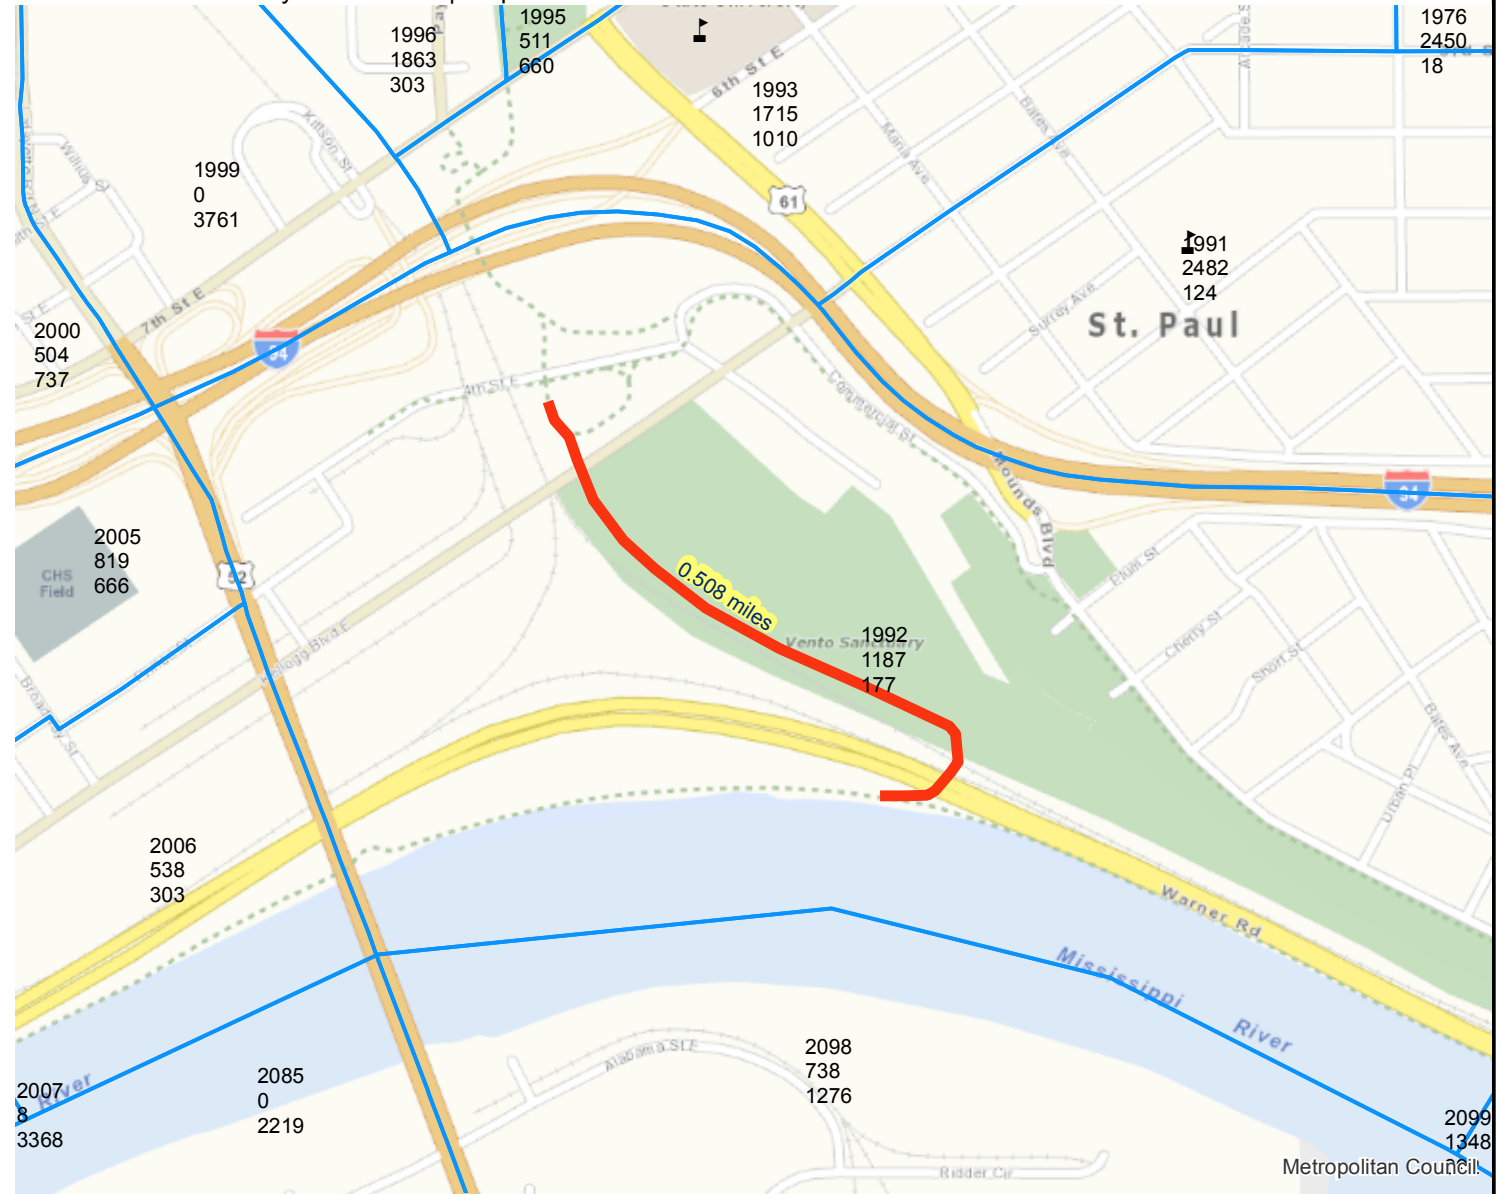 1995
511
660
1996
1863
303
1976
2450
18
6th St E
1993
1715
1010
Bates Ave
Maria Ave
Kittson St
1999
0
3761
61
1991
2482
124
Surrey Ave
St. Paul
7th St E
2000
504
737
94
4th St E
Commercial St
Mounds Blvd
94
2005
819
666
CHS
Field
52
Plum St
0.508 miles
1992
1187
177
Vento Sanctuary
Cherry St
Short St
Kellogg Blvd E
Broadway St
Bates Ave
Urban Pl
2006
538
303
Warner Rd
Mississippi
River
2098
738
1276
Alabama St E
2085
0
2219
2007
8
3368
River
2099
1348
Ridder Cir
Metropolitan Council